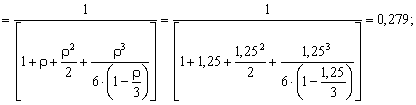 = 1 / [1 + ρ + ρ²/2 + ρ³/(6·(1 − ρ/3))] = 1 / [1 + 1,25 + 1,25²/2 + 1,25³/(6·(1 − 1,25/3))] = 0,279;